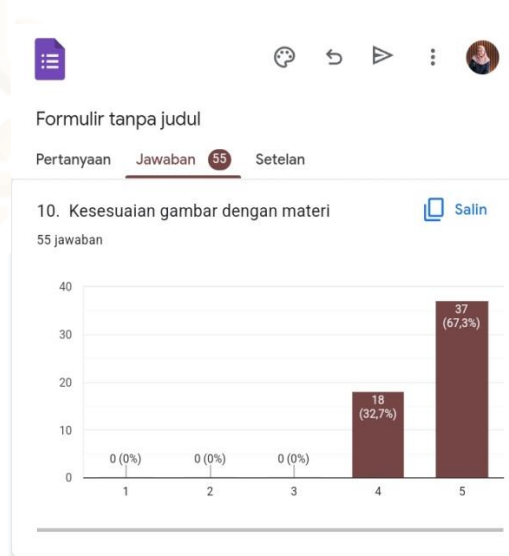 Formulir tanpa judul
Pertanyaan Jawaban 55 Setelan
10. Kesesuaian gambar dengan materi Salin
55 jawaban
40
30
20
10
0
0 (0%) 0 (0%) 0 (0%) 18 (32,7%) 37 (67,3%)
1 2 3 4 5